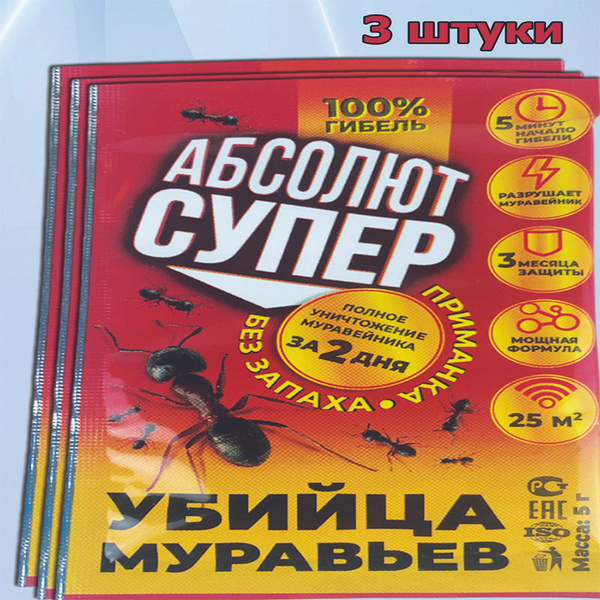 3 штуки
100%
ГИБЕЛЬ
АБСОЛЮТ
СУПЕР
ПОЛНОЕ
УНИЧТОЖЕНИЕ
МУРАВЕЙНИКА
ЗА 2 ДНЯ
БЕЗ ЗАПАХА • ПРИМАНКА
5 МИНУТ
НАЧАЛО
ГИБЕЛИ
РАЗРУШАЕТ
МУРАВЕЙНИК
3 МЕСЯЦА
ЗАЩИТЫ
МОЩНАЯ
ФОРМУЛА
25 м²
УБИЙЦА
МУРАВЬЕВ
РСТ
ЕАС
ISO
Масса: 5 г